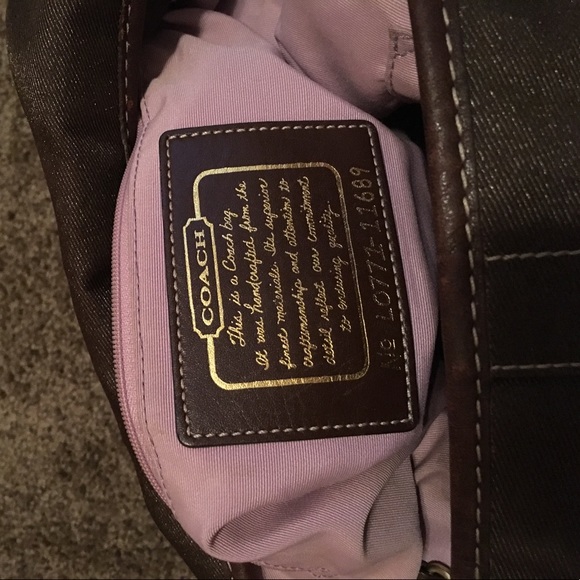 COACH
This is a Coach bag.
It was handcrafted from the
finest materials. Its superior
craftsmanship and attention to
detail reflect our commitment
to enduring quality.
No LO771-11689